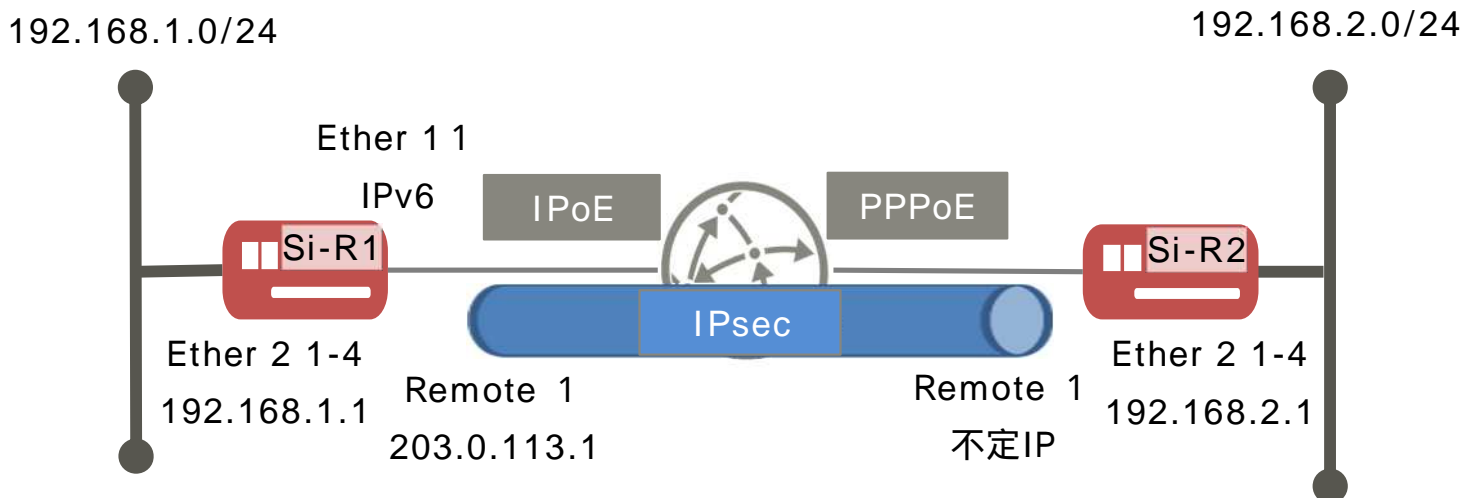 192.168.1.0/24
192.168.2.0/24
Ether 1 1
IPv6
IPoE
PPPoE
Si-R1
Si-R2
IPsec
Ether 2 1-4
192.168.1.1
Remote 1
203.0.113.1
Remote 1
不定IP
Ether 2 1-4
192.168.2.1